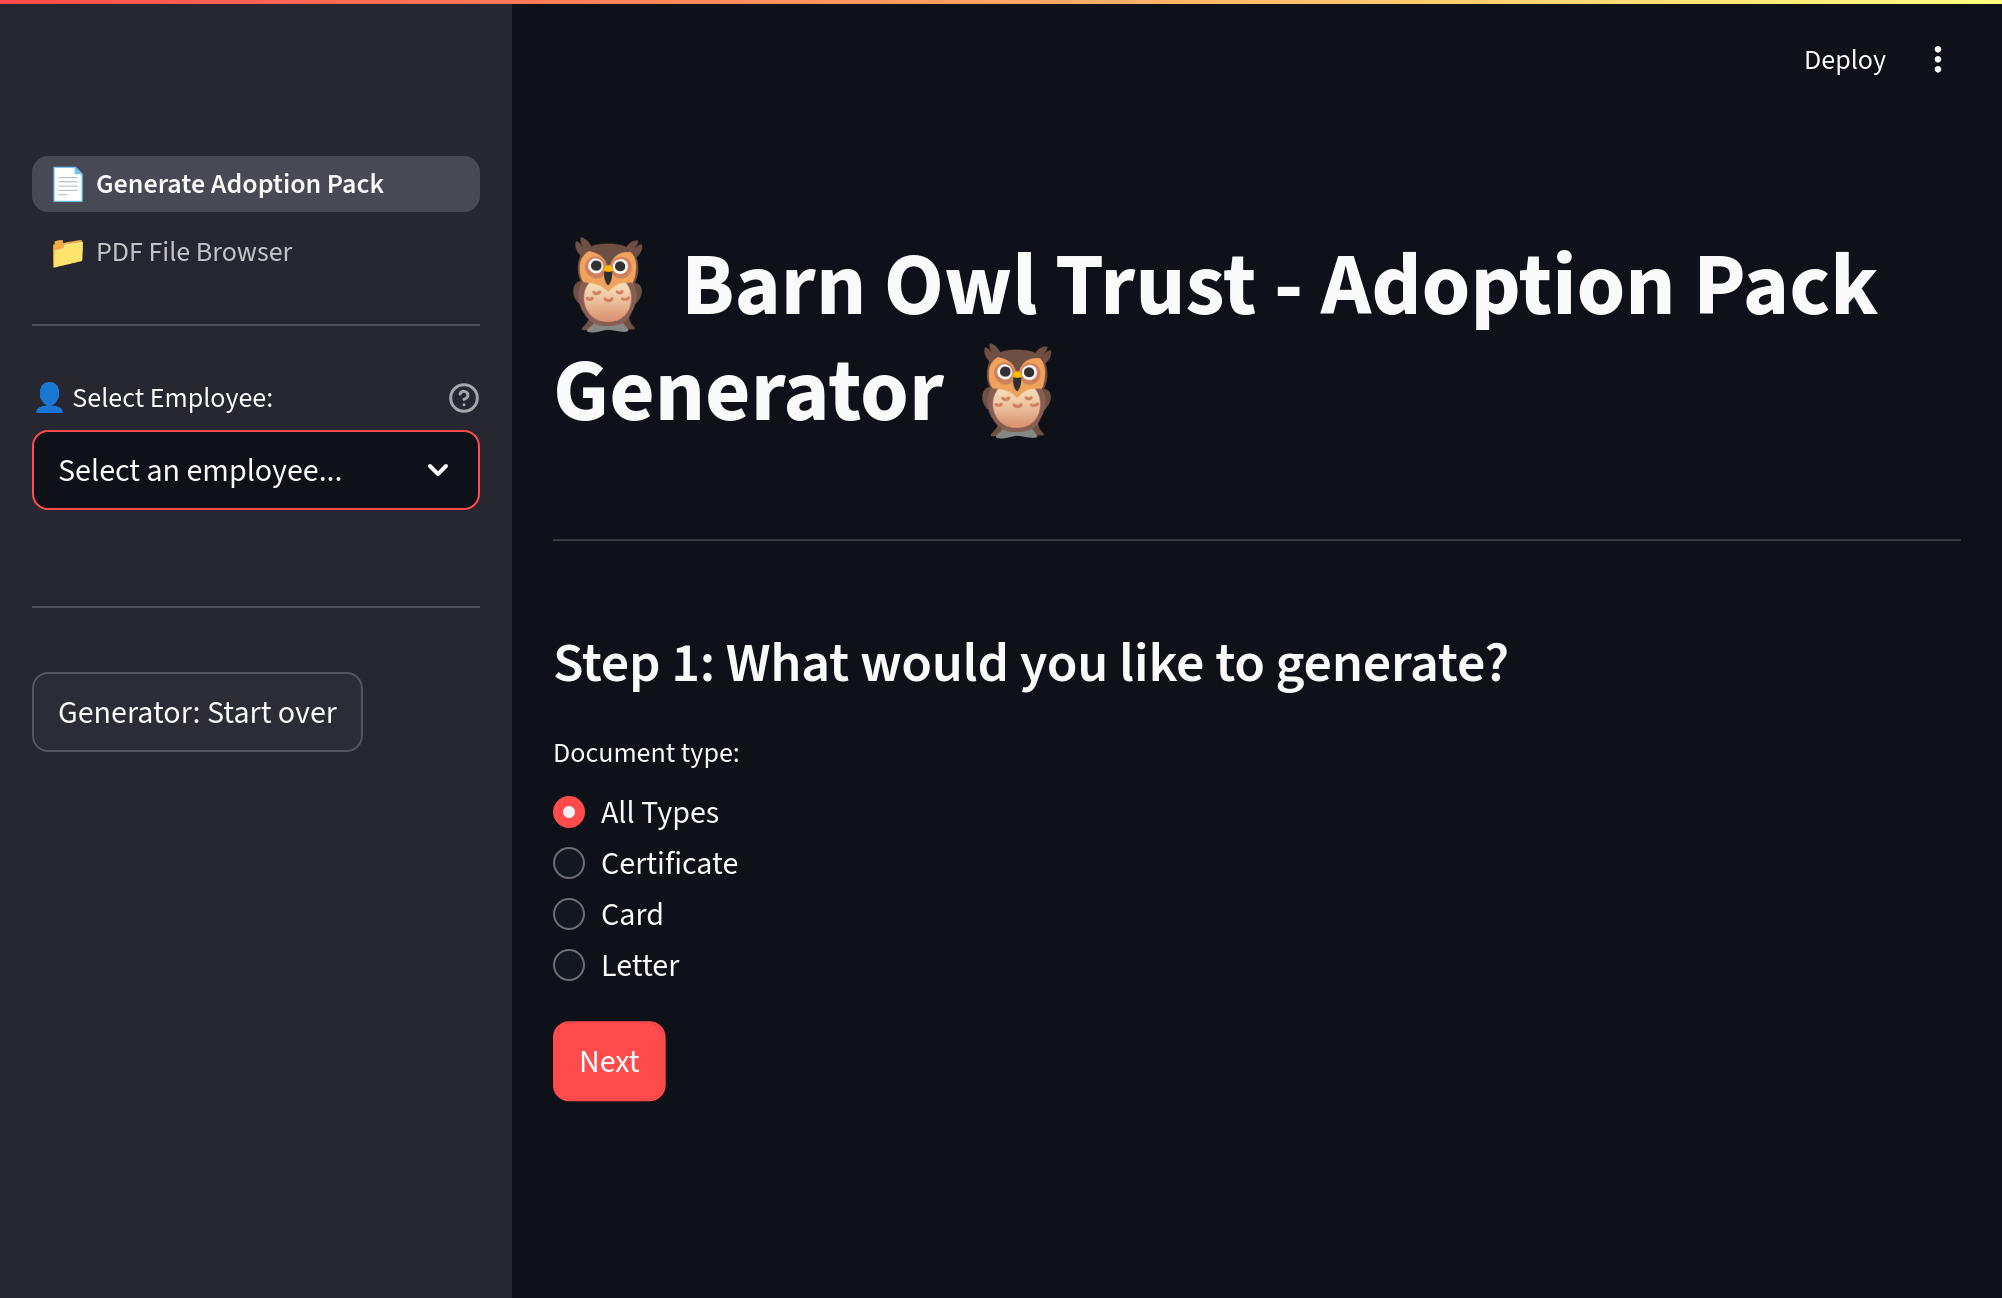 Deploy
📄 Generate Adoption Pack
📁 PDF File Browser
👤 Select Employee:
Select an employee...
Generator: Start over
🦉 Barn Owl Trust - Adoption Pack
Generator 🦉
Step 1: What would you like to generate?
Document type:
All Types
Certificate
Card
Letter
Next